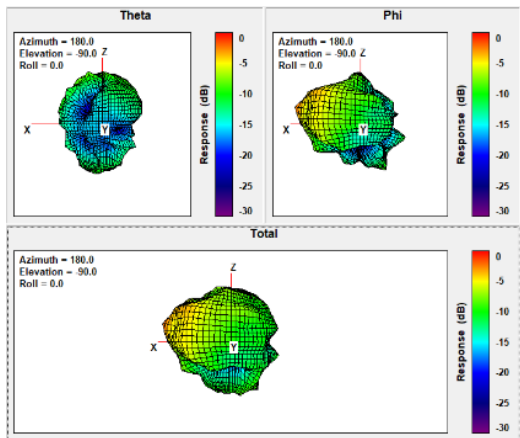 Theta
Azimuth = 180.0
Elevation = -90.0
Roll = 0.0
Z
X
Y
0
-5
-10
-15
-20
-25
-30
Response (dB)
Phi
Azimuth = 180.0
Elevation = -90.0
Roll = 0.0
Z
X
Y
0
-5
-10
-15
-20
-25
-30
Response (dB)
Total
Azimuth = 180.0
Elevation = -90.0
Roll = 0.0
Z
X
Y
0
-5
-10
-15
-20
-25
-30
Response (dB)